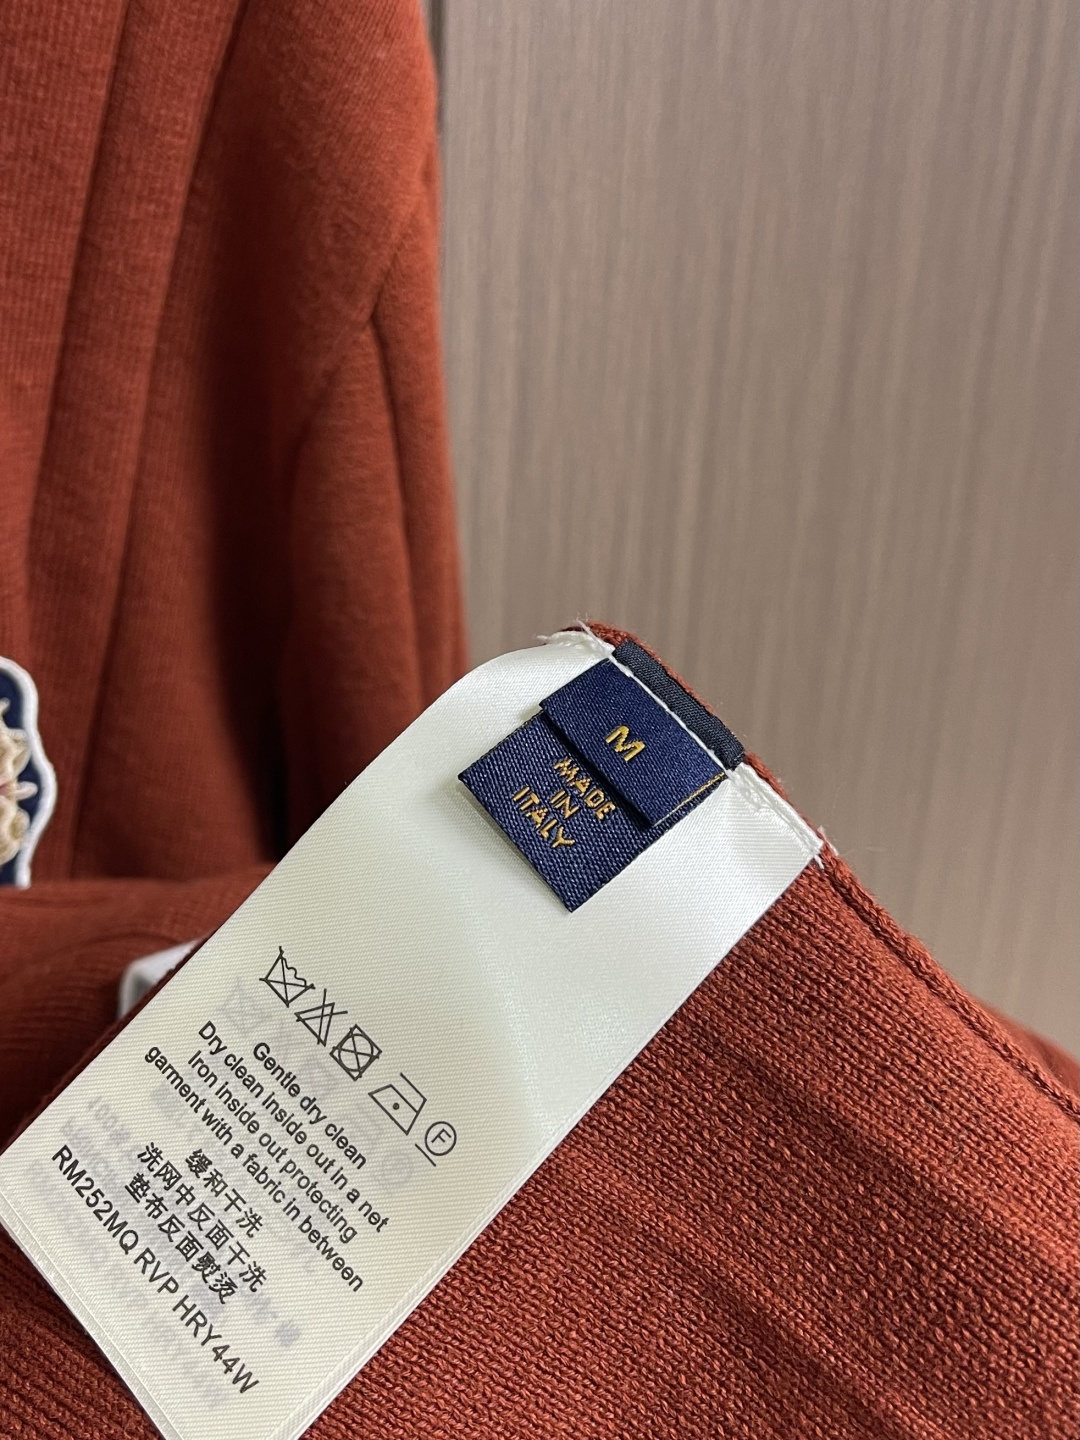 M
MADE
IN
ITALY
F
Gentle dry clean
Dry clean inside out in a net
Iron inside out protecting
garment with a fabric in between
缓和干洗
洗网中反面干洗
垫布反面熨烫
RM252MQ RVP HRY44W